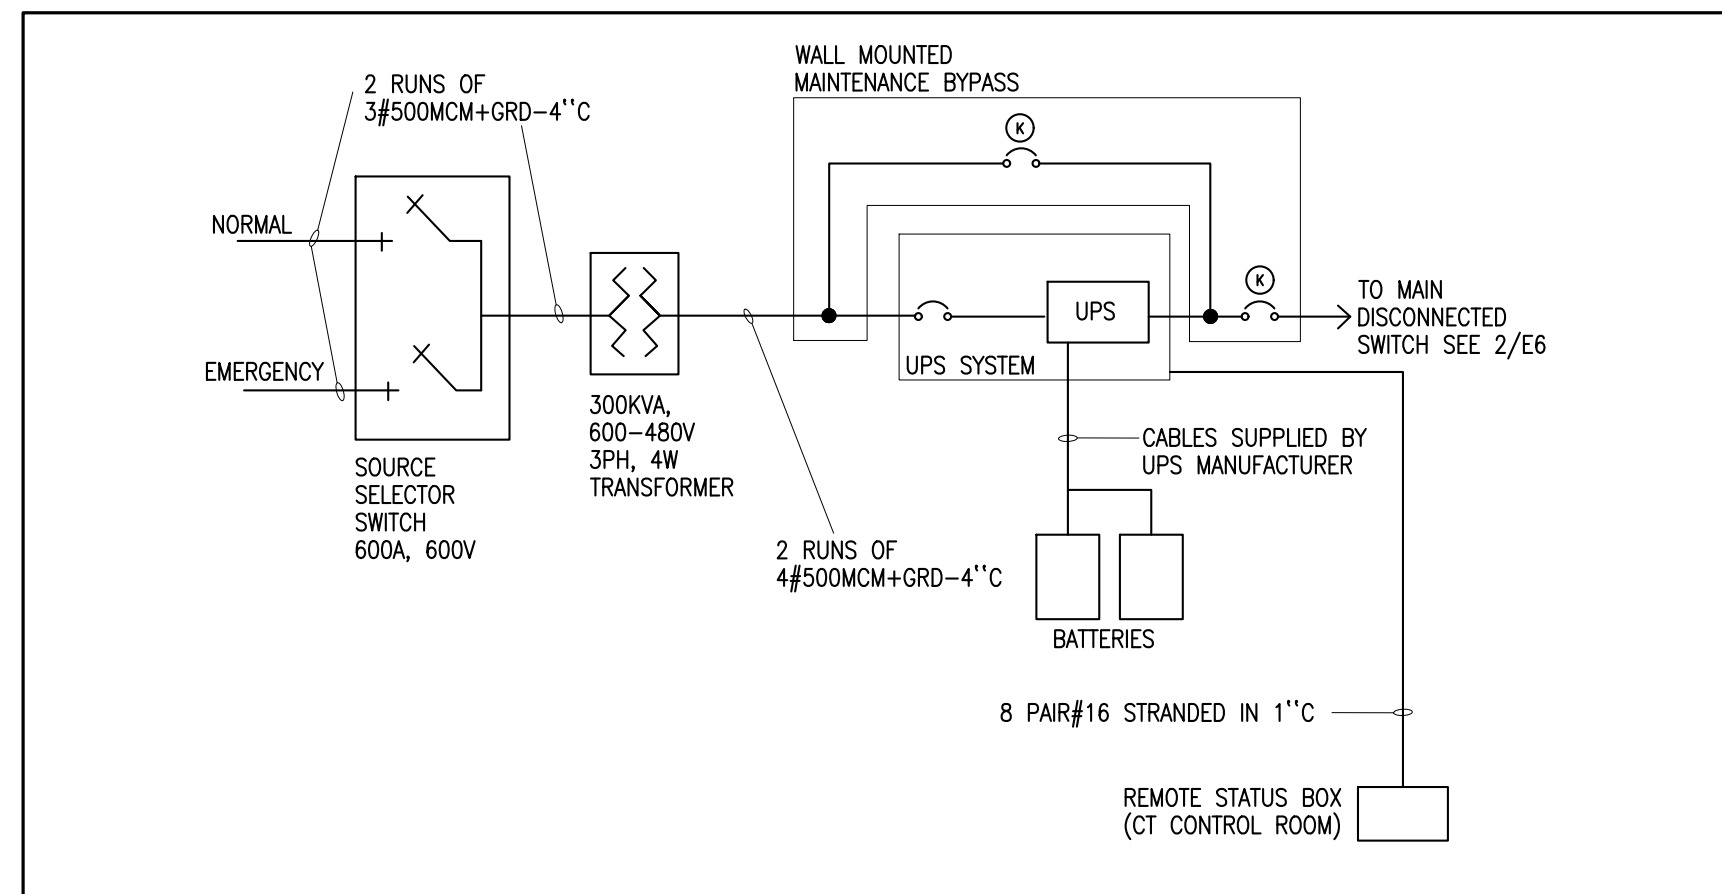 WALL MOUNTED
MAINTENANCE BYPASS
2 RUNS OF
3#500MCM+GRD-4''C
K
NORMAL
EMERGENCY
K
UPS
UPS SYSTEM
TO MAIN
DISCONNECTED
SWITCH SEE 2/E6
300KVA,
600-480V
3PH, 4W
TRANSFORMER
SOURCE
SELECTOR
SWITCH
600A, 600V
CABLES SUPPLIED BY
UPS MANUFACTURER
2 RUNS OF
4#500MCM+GRD-4''C
BATTERIES
8 PAIR#16 STRANDED IN 1''C
REMOTE STATUS BOX
(CT CONTROL ROOM)